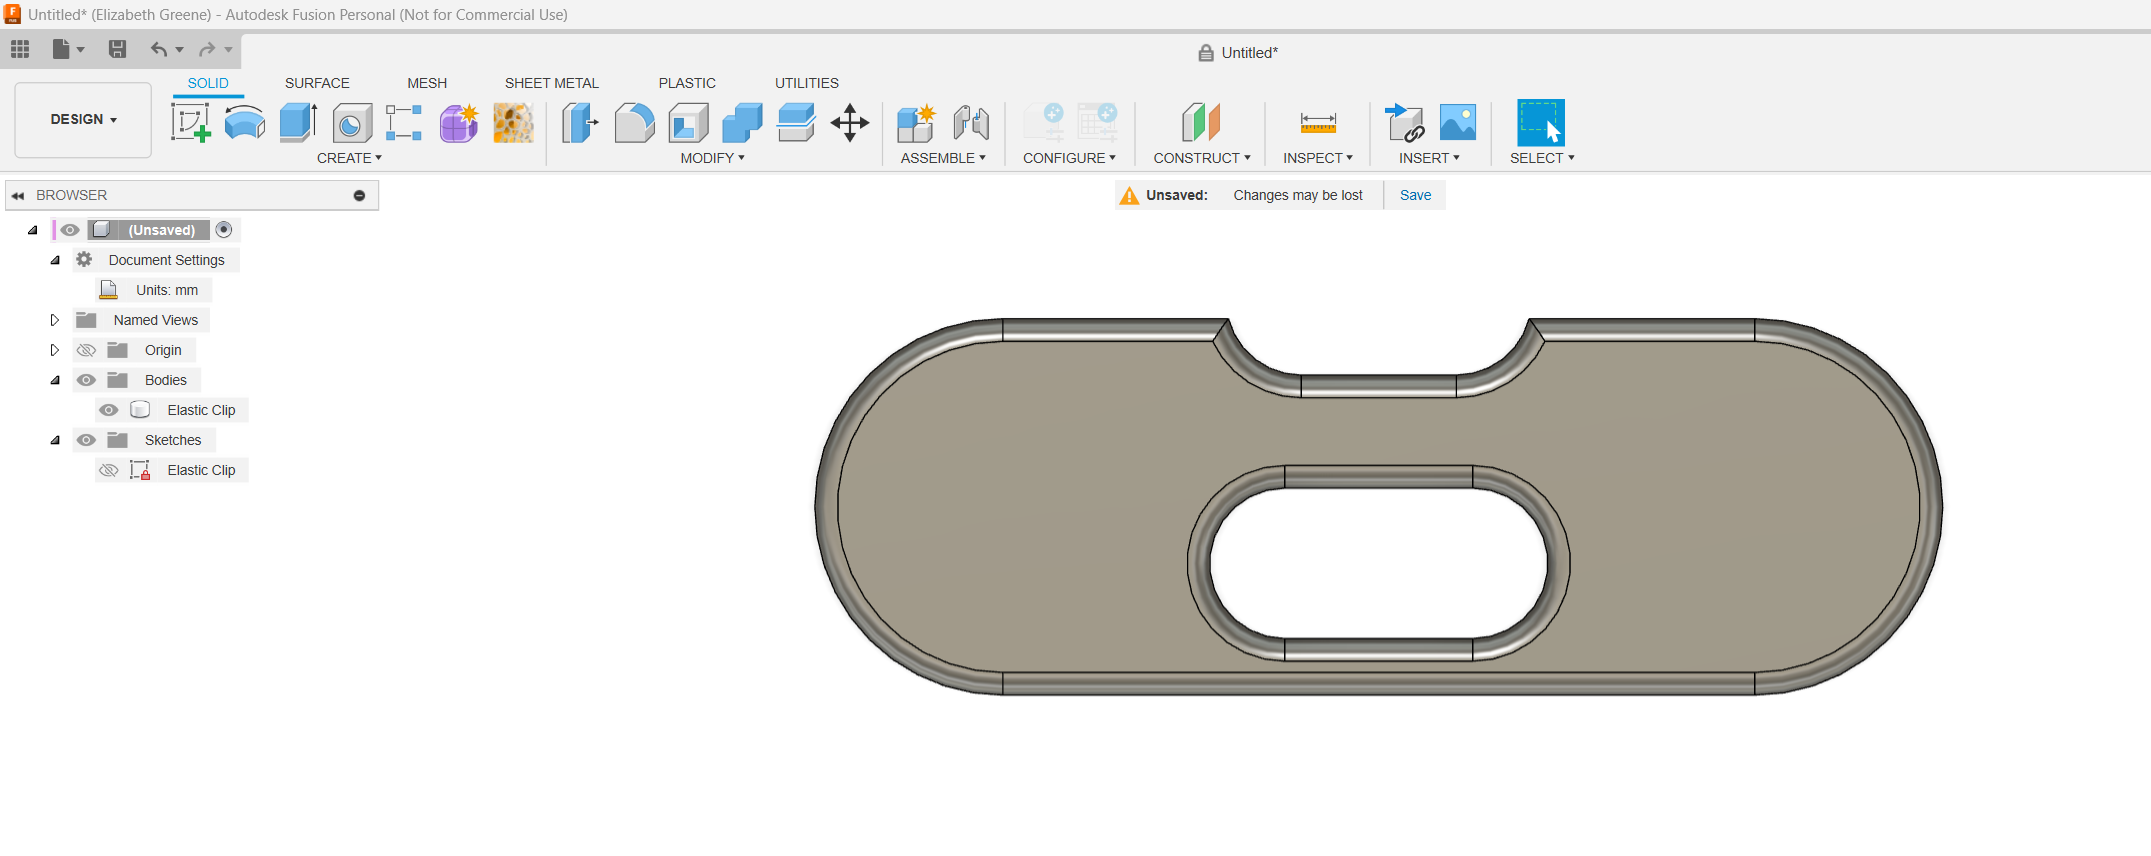 Untitled* (Elizabeth Greene) - Autodesk Fusion Personal (Not for Commercial Use)
Untitled*
SOLID SURFACE MESH SHEET METAL PLASTIC UTILITIES
DESIGN
CREATE MODIFY ASSEMBLE CONFIGURE CONSTRUCT INSPECT INSERT SELECT
BROWSER
Unsaved: Changes may be lost Save
(Unsaved)
Document Settings
Units: mm
Named Views
Origin
Bodies
Elastic Clip
Sketches
Elastic Clip